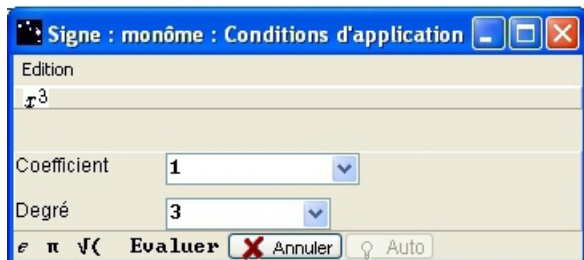 Signe : monôme : Conditions d'application
Edition
x³
Coefficient 1
Degré 3
e π √( Evaluer Annuler Auto